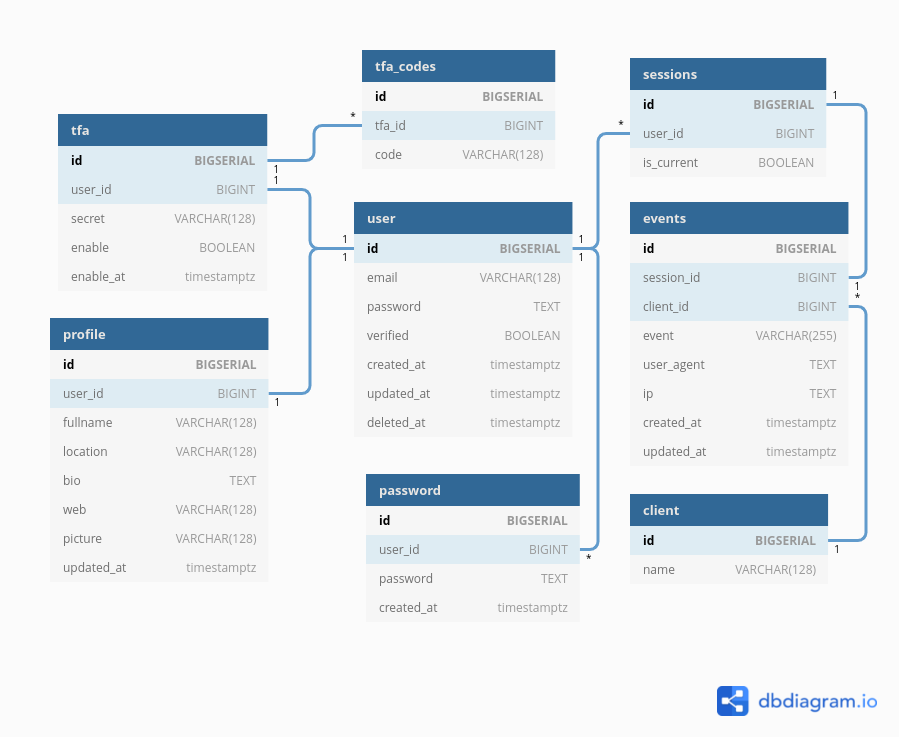 tfa
id BIGSERIAL
user_id BIGINT
secret VARCHAR(128)
enable BOOLEAN
enable_at timestamptz
1
1
profile
id BIGSERIAL
user_id BIGINT
fullname VARCHAR(128)
location VARCHAR(128)
bio TEXT
web VARCHAR(128)
picture VARCHAR(128)
updated_at timestamptz
1
tfa_codes
id BIGSERIAL
tfa_id BIGINT
code VARCHAR(128)
*
user
id BIGSERIAL
email VARCHAR(128)
password TEXT
verified BOOLEAN
created_at timestamptz
updated_at timestamptz
deleted_at timestamptz
1
1
1
1
password
id BIGSERIAL
user_id BIGINT
password TEXT
created_at timestamptz
*
sessions
id BIGSERIAL
user_id BIGINT
is_current BOOLEAN
1
*
events
id BIGSERIAL
session_id BIGINT
client_id BIGINT
event VARCHAR(255)
user_agent TEXT
ip TEXT
created_at timestamptz
updated_at timestamptz
1
*
client
id BIGSERIAL
name VARCHAR(128)
1
dbdiagram.io